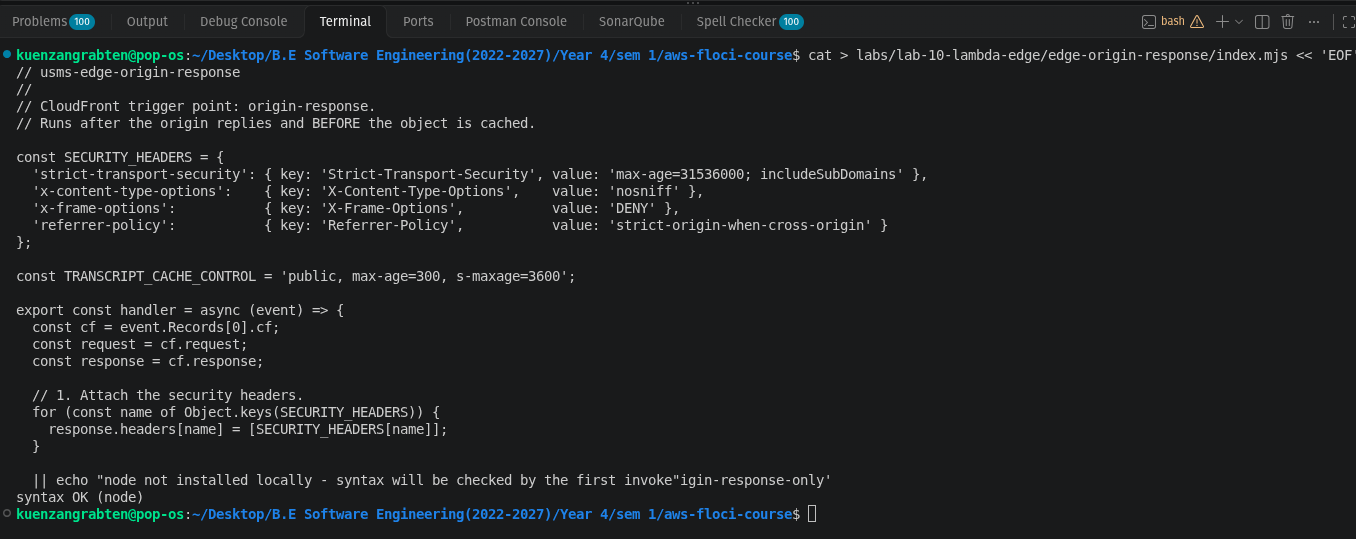 Problems 100 Output Debug Console Terminal Ports Postman Console SonarQube Spell Checker 100 bash
kuenzangrabten@pop-os:~/Desktop/B.E Software Engineering(2022-2027)/Year 4/sem 1/aws-floci-course$ cat > labs/lab-10-lambda-edge/edge-origin-response/index.mjs << 'EOF'
// usms-edge-origin-response
//
// CloudFront trigger point: origin-response.
// Runs after the origin replies and BEFORE the object is cached.
const SECURITY_HEADERS = {
  'strict-transport-security': { key: 'Strict-Transport-Security', value: 'max-age=31536000; includeSubDomains' },
  'x-content-type-options':    { key: 'X-Content-Type-Options',    value: 'nosniff' },
  'x-frame-options':           { key: 'X-Frame-Options',           value: 'DENY' },
  'referrer-policy':           { key: 'Referrer-Policy',           value: 'strict-origin-when-cross-origin' }
};
const TRANSCRIPT_CACHE_CONTROL = 'public, max-age=300, s-maxage=3600';
export const handler = async (event) => {
  const cf = event.Records[0].cf;
  const request = cf.request;
  const response = cf.response;
  // 1. Attach the security headers.
  for (const name of Object.keys(SECURITY_HEADERS)) {
    response.headers[name] = [SECURITY_HEADERS[name]];
  }
  || echo "node not installed locally - syntax will be checked by the first invoke"igin-response-only'
syntax OK (node)
kuenzangrabten@pop-os:~/Desktop/B.E Software Engineering(2022-2027)/Year 4/sem 1/aws-floci-course$